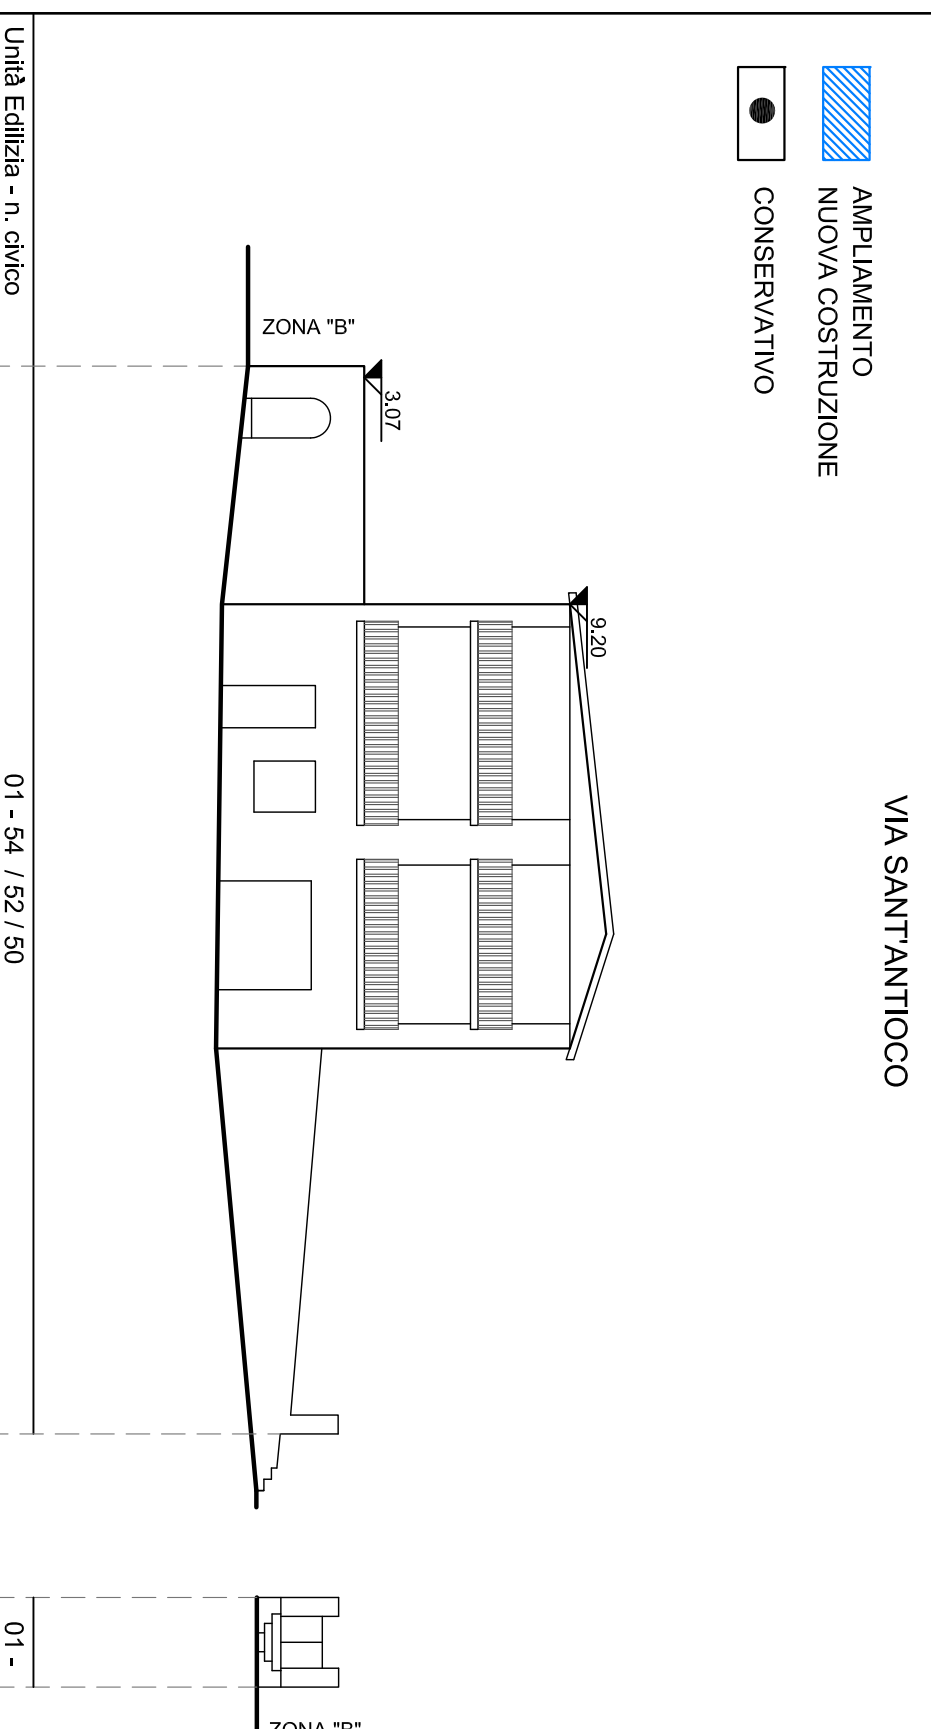 VIA SANT'ANTIOCO
AMPLIAMENTO
NUOVA COSTRUZIONE
CONSERVATIVO
9.20
3.07
ZONA "B"
ZONA "B"
Unità Edilizia - n. civico
01 - 54 / 52 / 50
01 -